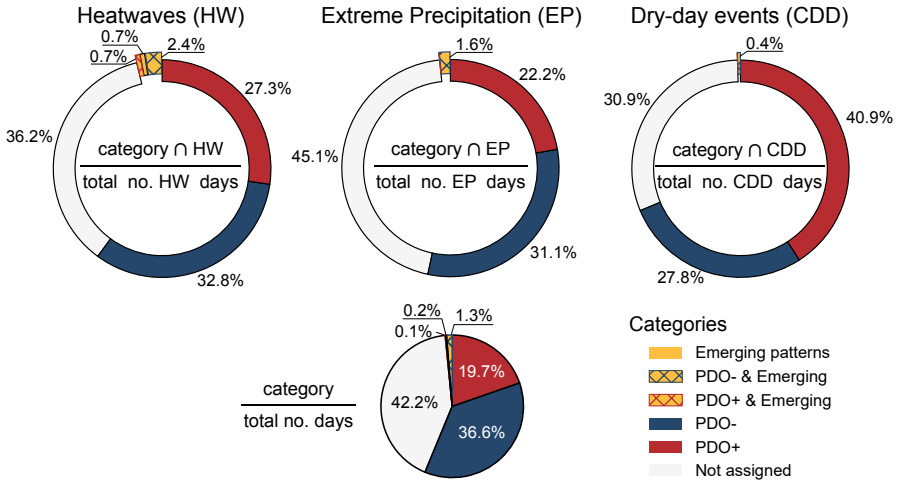 Heatwaves (HW)
Extreme Precipitation (EP)
Dry-day events (CDD)
0.7%
0.7%
2.4%
27.3%
36.2%
32.8%
category ∩ HW
total no. HW days
1.6%
22.2%
45.1%
31.1%
category ∩ EP
total no. EP days
0.4%
30.9%
40.9%
27.8%
category ∩ CDD
total no. CDD days
category
total no. days
0.2%
0.1%
1.3%
19.7%
42.2%
36.6%
Categories
Emerging patterns
PDO- & Emerging
PDO+ & Emerging
PDO-
PDO+
Not assigned